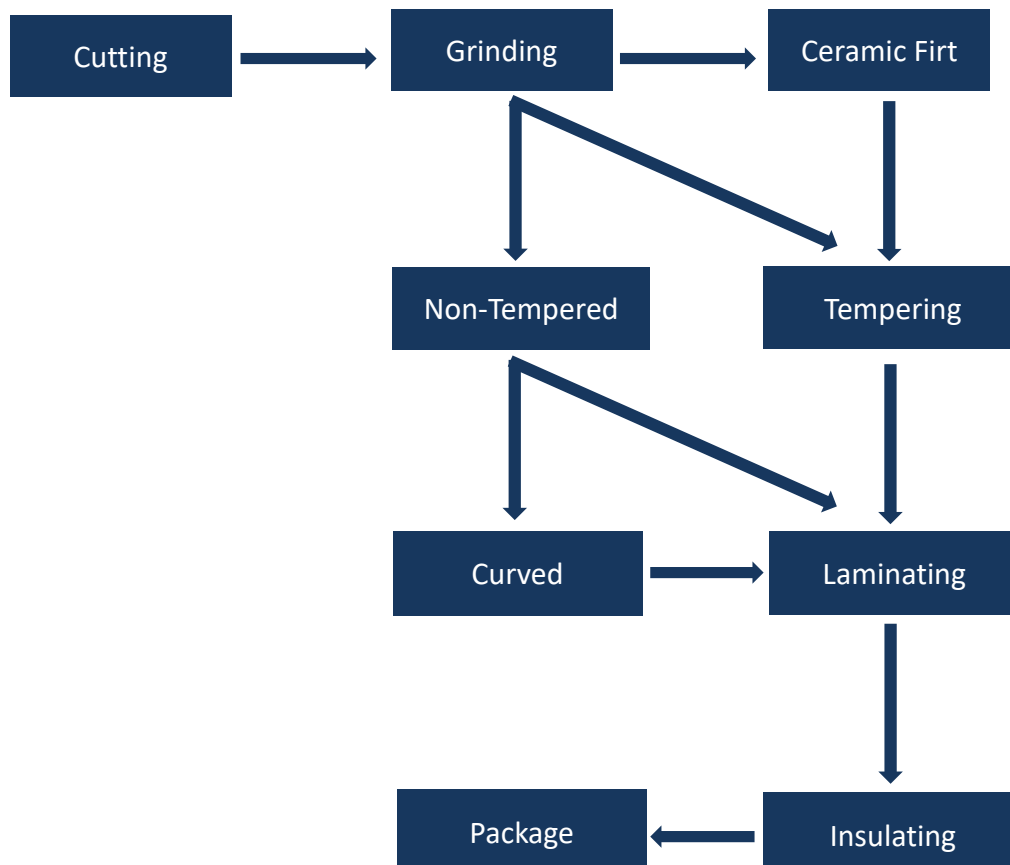 Cutting
Grinding
Ceramic Firt
Non-Tempered
Tempering
Curved
Laminating
Package
Insulating